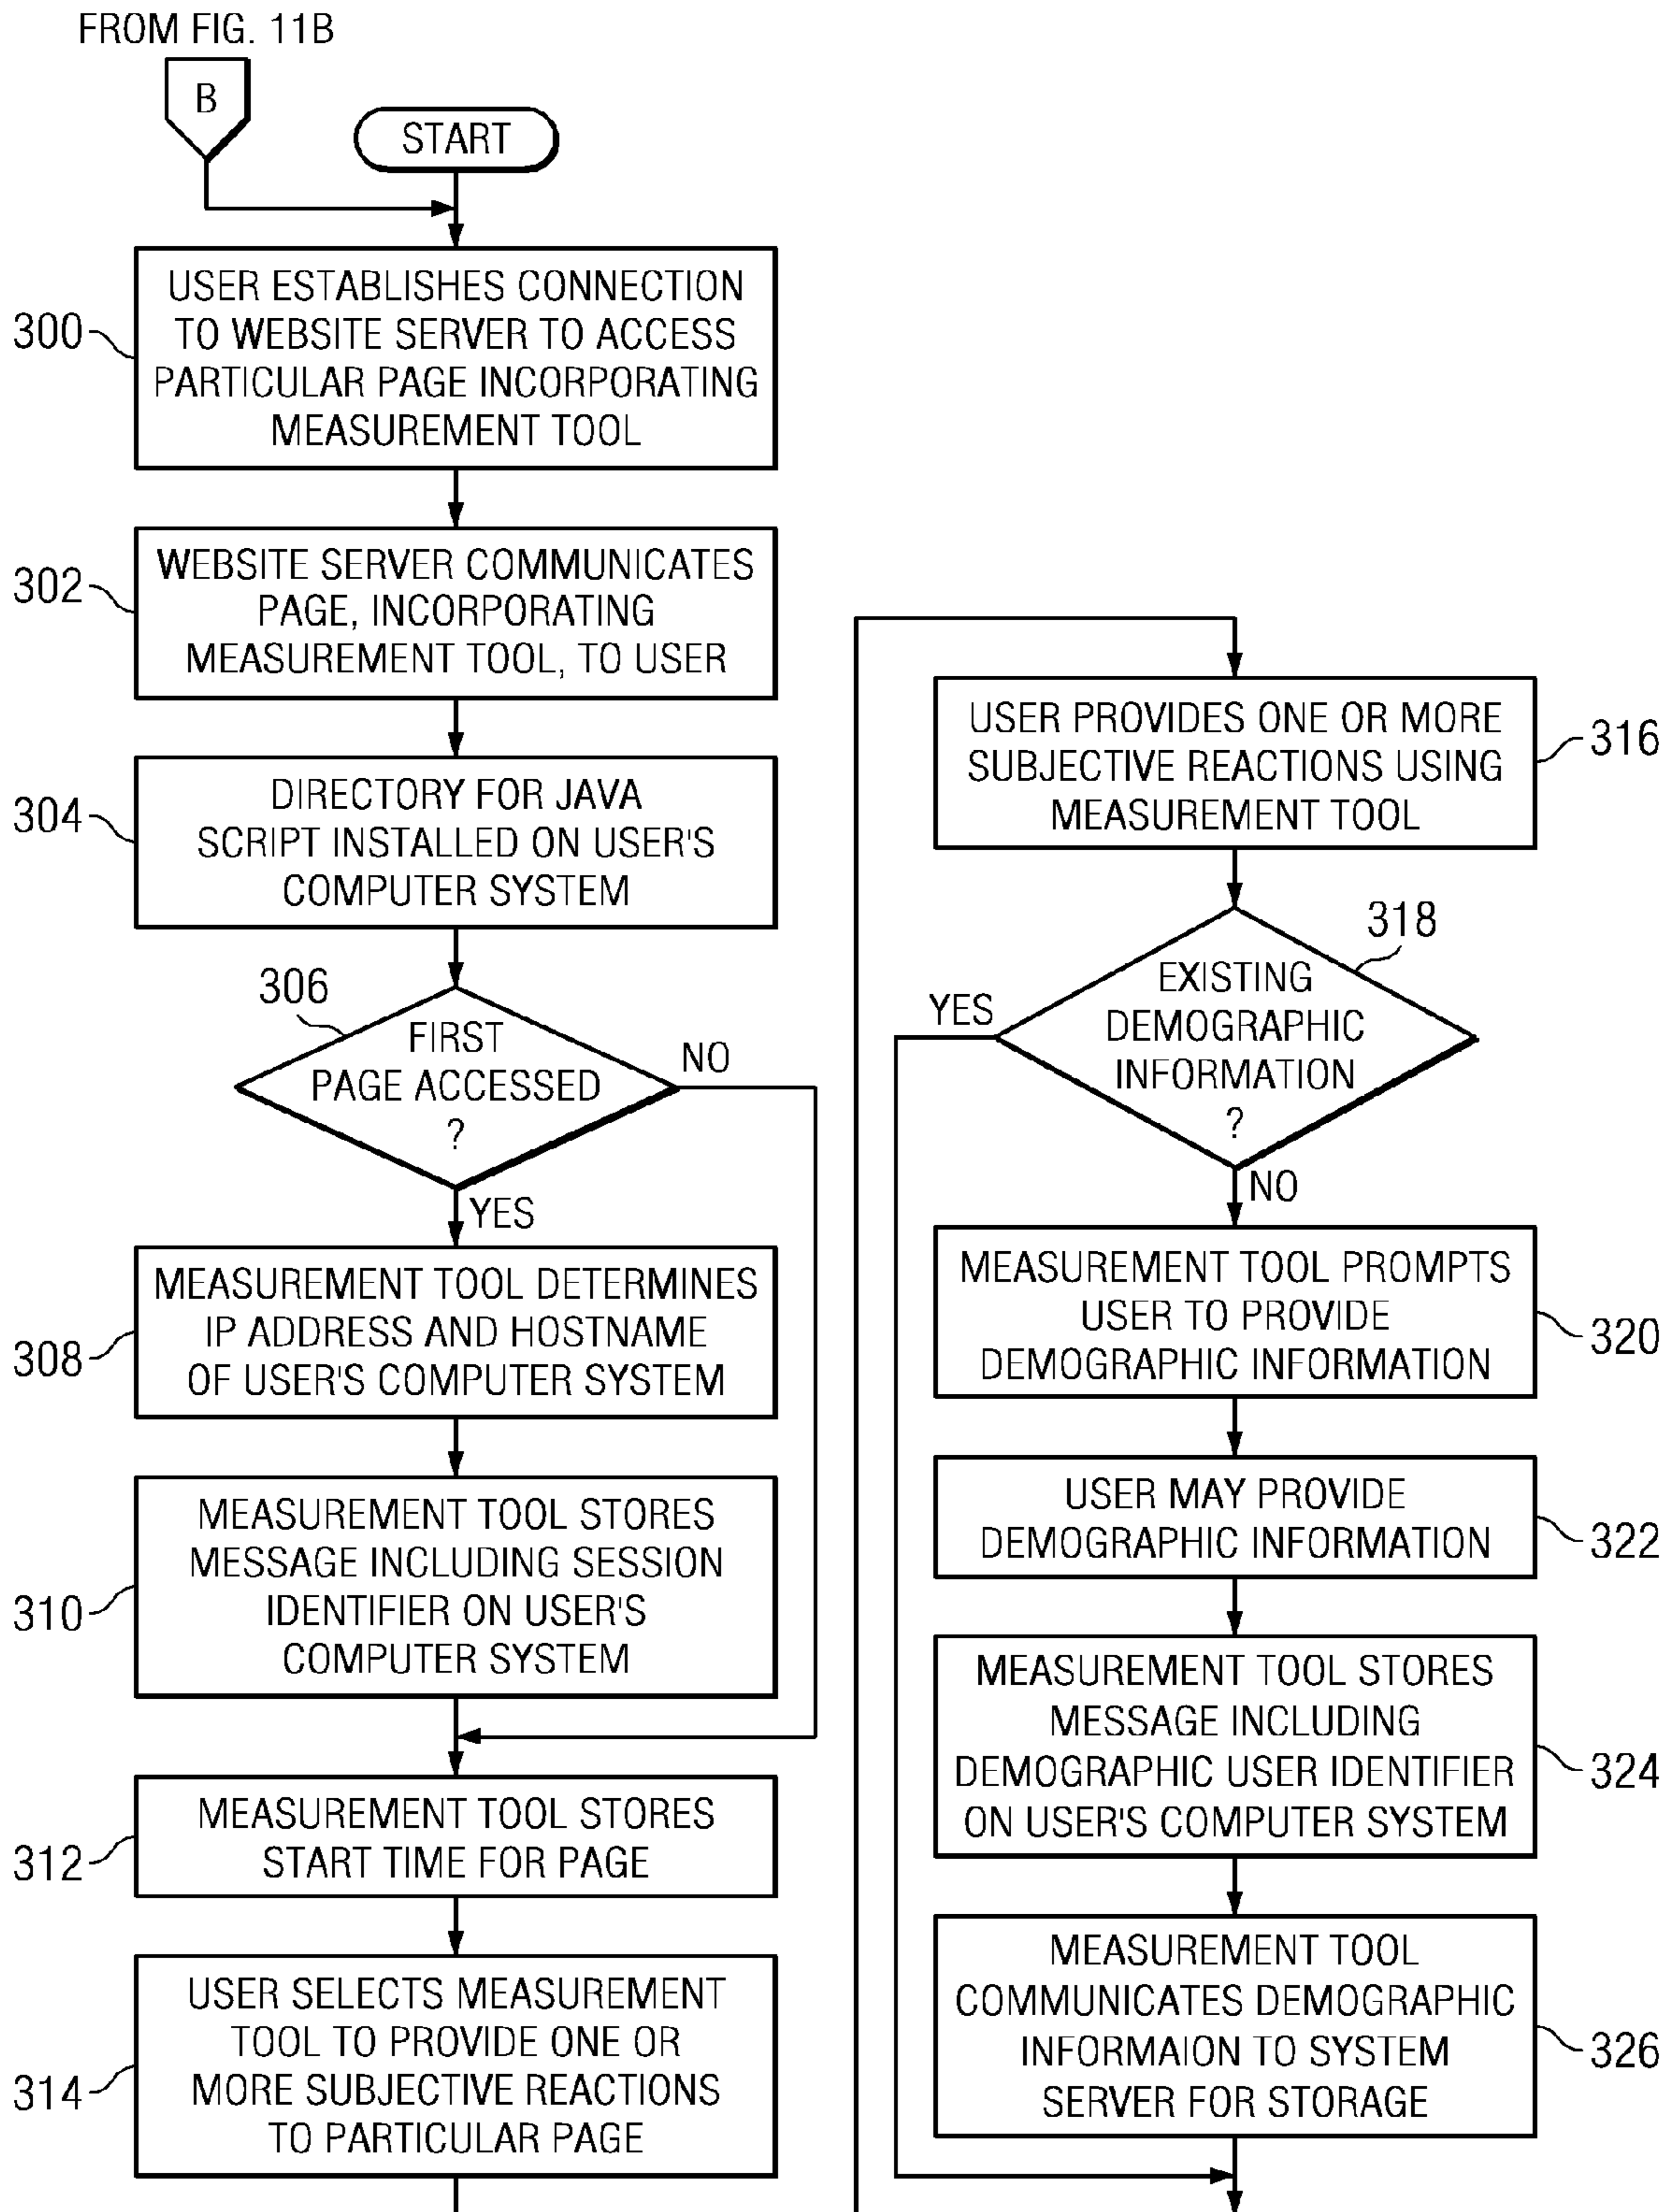 FROM FIG. 11B
B
START
300
USER ESTABLISHES CONNECTION
TO WEBSITE SERVER TO ACCESS
PARTICULAR PAGE INCORPORATING
MEASUREMENT TOOL
302
WEBSITE SERVER COMMUNICATES
PAGE, INCORPORATING
MEASUREMENT TOOL, TO USER
304
DIRECTORY FOR JAVA
SCRIPT INSTALLED ON USER'S
COMPUTER SYSTEM
306
FIRST
PAGE ACCESSED
?
NO
YES
308
MEASUREMENT TOOL DETERMINES
IP ADDRESS AND HOSTNAME
OF USER'S COMPUTER SYSTEM
310
MEASUREMENT TOOL STORES
MESSAGE INCLUDING SESSION
IDENTIFIER ON USER'S
COMPUTER SYSTEM
312
MEASUREMENT TOOL STORES
START TIME FOR PAGE
314
USER SELECTS MEASUREMENT
TOOL TO PROVIDE ONE OR
MORE SUBJECTIVE REACTIONS
TO PARTICULAR PAGE
USER PROVIDES ONE OR MORE
SUBJECTIVE REACTIONS USING
MEASUREMENT TOOL
316
318
EXISTING
DEMOGRAPHIC
INFORMATION
?
YES
NO
MEASUREMENT TOOL PROMPTS
USER TO PROVIDE
DEMOGRAPHIC INFORMATION
320
USER MAY PROVIDE
DEMOGRAPHIC INFORMATION
322
MEASUREMENT TOOL STORES
MESSAGE INCLUDING
DEMOGRAPHIC USER IDENTIFIER
ON USER'S COMPUTER SYSTEM
324
MEASUREMENT TOOL
COMMUNICATES DEMOGRAPHIC
INFORMAION TO SYSTEM
SERVER FOR STORAGE
326